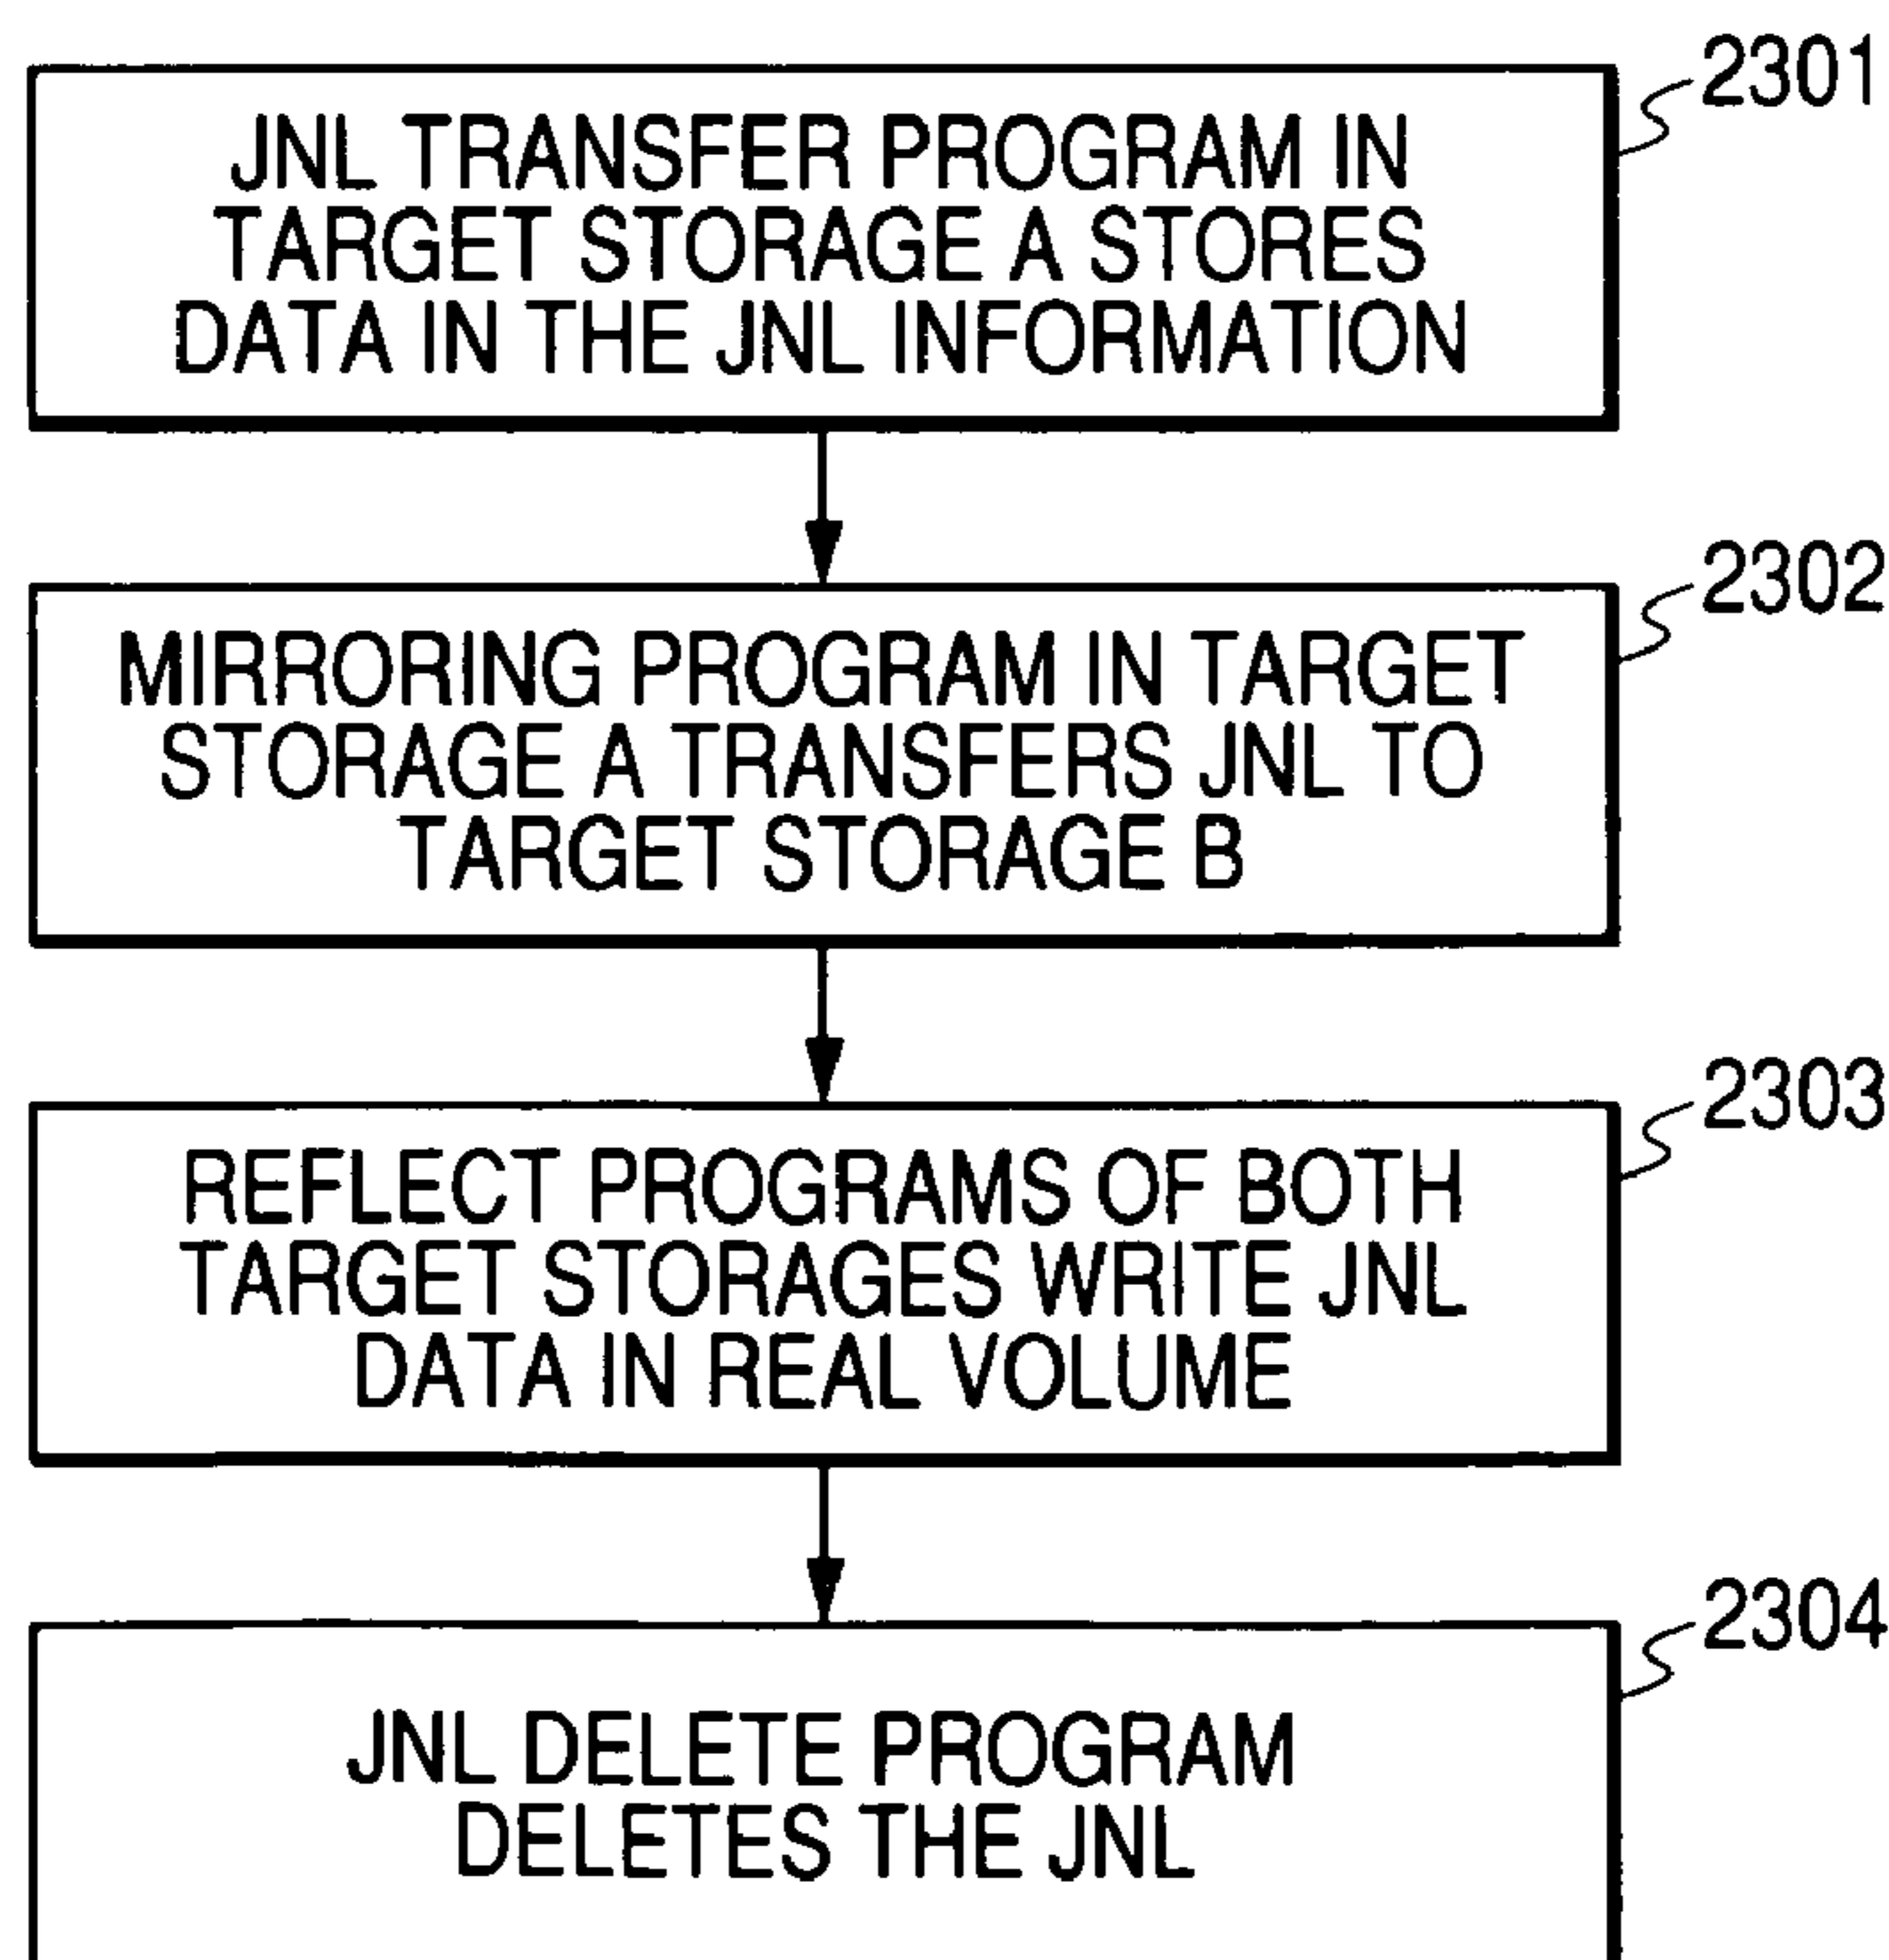 2301
JNL TRANSFER PROGRAM IN
TARGET STORAGE A STORES
DATA IN THE JNL INFORMATION
2302
MIRRORING PROGRAM IN TARGET
STORAGE A TRANSFERS JNL TO
TARGET STORAGE B
2303
REFLECT PROGRAMS OF BOTH
TARGET STORAGES WRITE JNL
DATA IN REAL VOLUME
2304
JNL DELETE PROGRAM
DELETES THE JNL